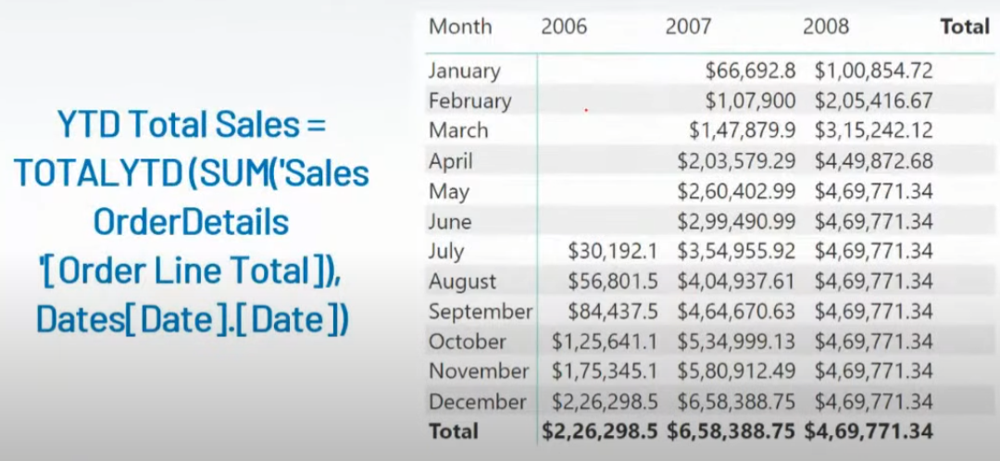 YTD Total Sales =
TOTALYTD(SUM('Sales
OrderDetails
'[Order Line Total]),
Dates[Date].[Date])
Month 2006 2007 2008 Total
January $66,692.8 $1,00,854.72
February $1,07,900 $2,05,416.67
March $1,47,879.9 $3,15,242.12
April $2,03,579.29 $4,49,872.68
May $2,60,402.99 $4,69,771.34
June $2,99,490.99 $4,69,771.34
July $30,192.1 $3,54,955.92 $4,69,771.34
August $56,801.5 $4,04,937.61 $4,69,771.34
September $84,437.5 $4,64,670.63 $4,69,771.34
October $1,25,641.1 $5,34,999.13 $4,69,771.34
November $1,75,345.1 $5,80,912.49 $4,69,771.34
December $2,26,298.5 $6,58,388.75 $4,69,771.34
Total $2,26,298.5 $6,58,388.75 $4,69,771.34